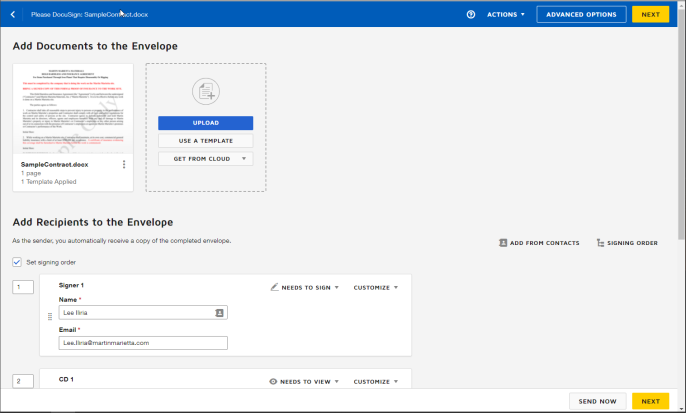 Please DocuSign: SampleContract.docx
ACTIONS
ADVANCED OPTIONS
NEXT
Add Documents to the Envelope
UPLOAD
USE A TEMPLATE
GET FROM CLOUD
SampleContract.docx
1 page
1 Template Applied
Add Recipients to the Envelope
As the sender, you automatically receive a copy of the completed envelope.
ADD FROM CONTACTS
SIGNING ORDER
Set signing order
1
Signer 1
NEEDS TO SIGN
CUSTOMIZE
Name *
Lee Ilina
Email *
Lee.Ilina@martinmarietta.com
2
CD 1
NEEDS TO VIEW
CUSTOMIZE
SEND NOW
NEXT